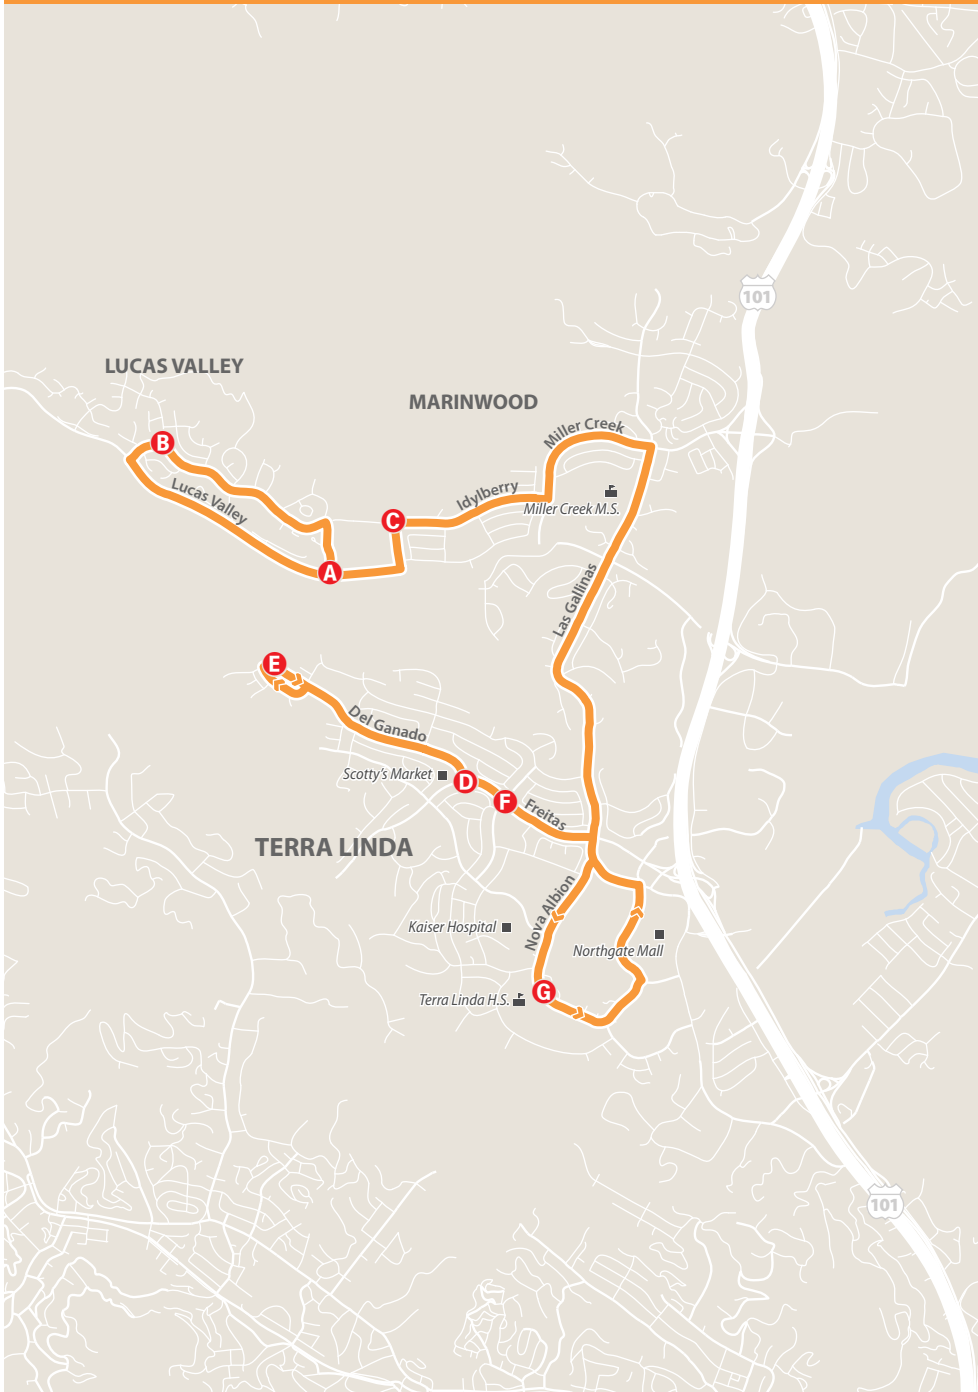 101
LUCAS VALLEY
MARINWOOD
B
Miller Creek
Lucas Valley
Idylberry
Miller Creek M.S.
C
A
Las Gallinas
E
Del Ganado
Scotty's Market
D
F
Freitas
TERRA LINDA
Nova Albion
Kaiser Hospital
Northgate Mall
G
Terra Linda H.S.
101